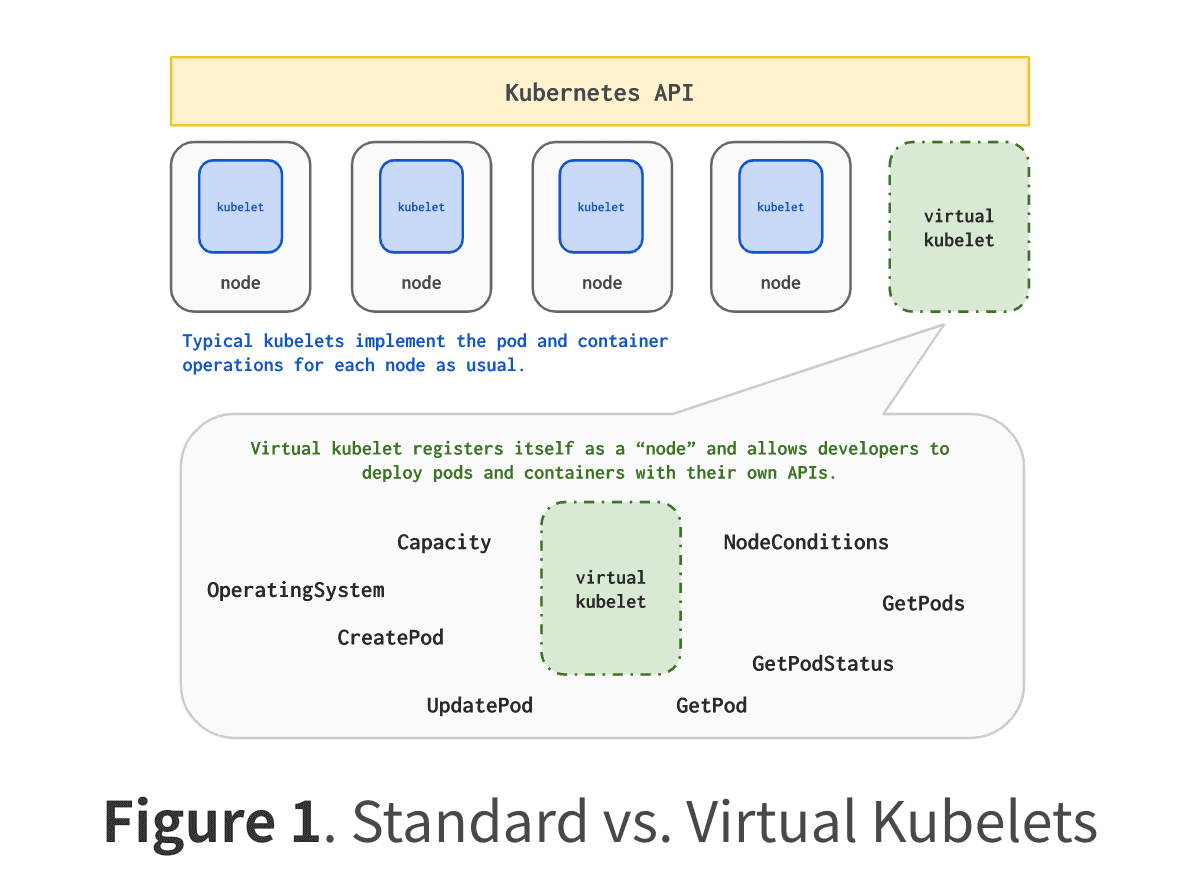 Kubernetes API
kubelet
kubelet
kubelet
kubelet
virtual
kubelet
node
node
node
node
Typical kubelets implement the pod and container
operations for each node as usual.
Virtual kubelet registers itself as a “node” and allows developers to
deploy pods and containers with their own APIs.
Capacity
NodeConditions
virtual
kubelet
OperatingSystem
GetPods
CreatePod
GetPodStatus
UpdatePod
GetPod
Figure 1. Standard vs. Virtual Kubelets